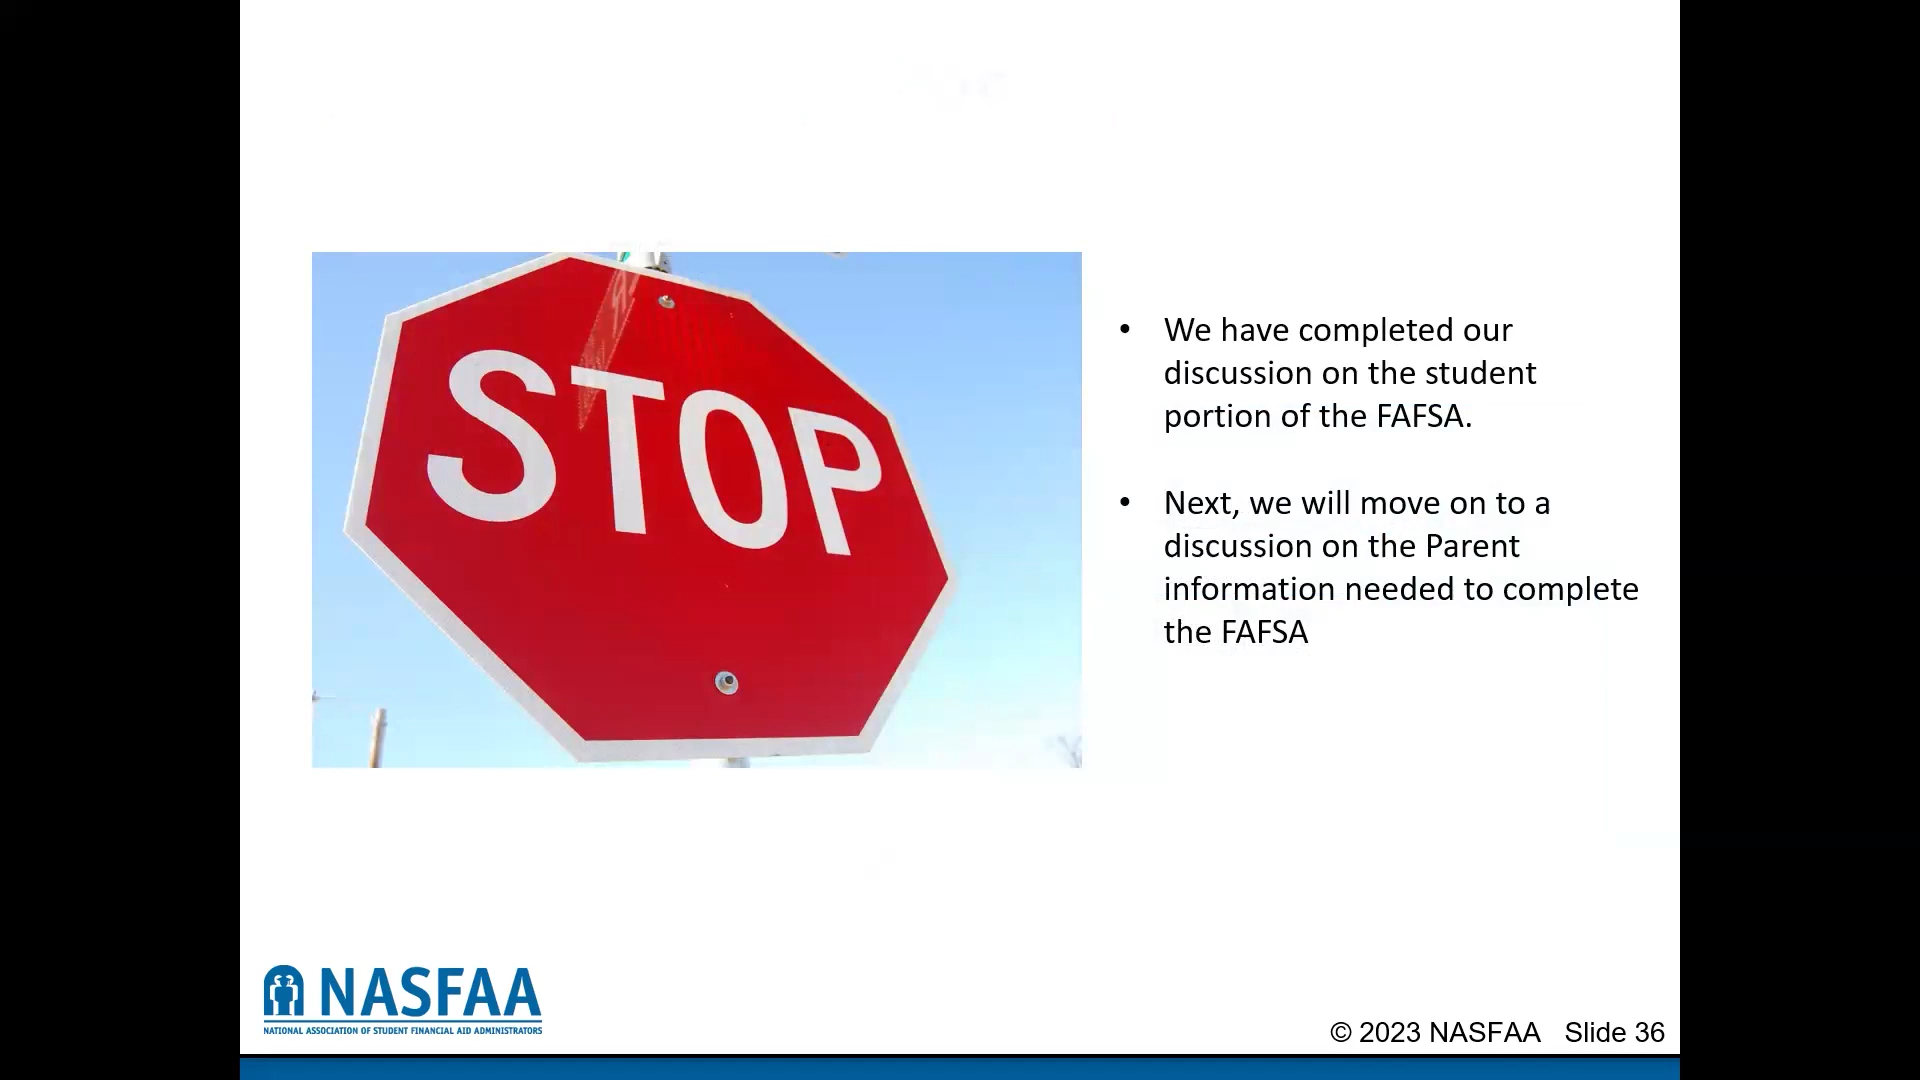 STOP
• We have completed our
discussion on the student
portion of the FAFSA.
• Next, we will move on to a
discussion on the Parent
information needed to complete
the FAFSA
NASFAA
NATIONAL ASSOCIATION OF STUDENT FINANCIAL AID ADMINISTRATORS
© 2023 NASFAA Slide 36